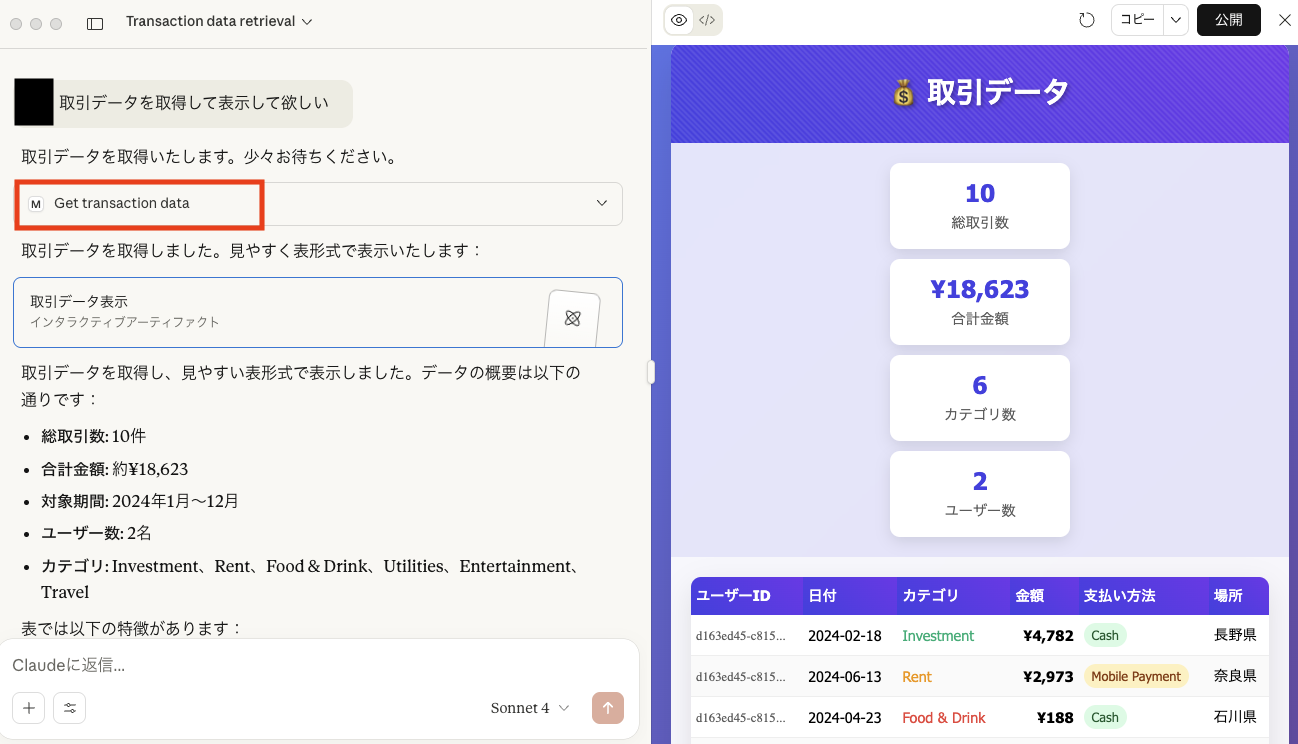 Transaction data retrieval
取引データを取得して表示して欲しい
取引データを取得いたします。少々お待ちください。
M Get transaction data
取引データを取得しました。見やすく表形式で表示いたします：
取引データ表示
インタラクティブアーティファクト
取引データを取得し、見やすい表形式で表示しました。データの概要は以下の
通りです：
• 総取引数: 10件
• 合計金額: 約¥18,623
• 対象期間: 2024年1月〜12月
• ユーザー数: 2名
• カテゴリ: Investment、Rent、Food & Drink、Utilities、Entertainment、
Travel
表では以下の特徴があります：
Claudeに返信...
Sonnet 4
</> コピー 公開
💰 取引データ
10
総取引数
¥18,623
合計金額
6
カテゴリ数
2
ユーザー数
ユーザーID 日付 カテゴリ 金額 支払い方法 場所
d163ed45-c815... 2024-02-18 Investment ¥4,782 Cash 長野県
d163ed45-c815... 2024-06-13 Rent ¥2,973 Mobile Payment 奈良県
d163ed45-c815... 2024-04-23 Food & Drink ¥188 Cash 石川県